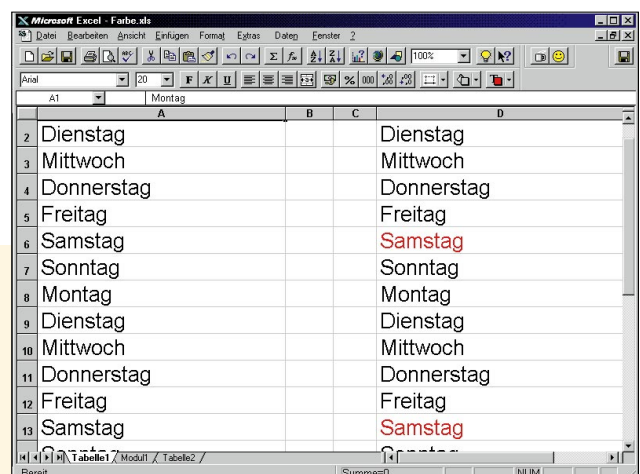 Microsoft Excel - Farbe.xls
Datei Bearbeiten Ansicht Einfügen Format Extras Daten Fenster ?
100%
Arial 20 F K U % 000
A1 Montag
A B C D
2 Dienstag Dienstag
3 Mittwoch Mittwoch
4 Donnerstag Donnerstag
5 Freitag Freitag
6 Samstag Samstag
7 Sonntag Sonntag
8 Montag Montag
9 Dienstag Dienstag
10 Mittwoch Mittwoch
11 Donnerstag Donnerstag
12 Freitag Freitag
13 Samstag Samstag
Tabelle1 Modul1 Tabelle2
Bereit Summe=0 NUM